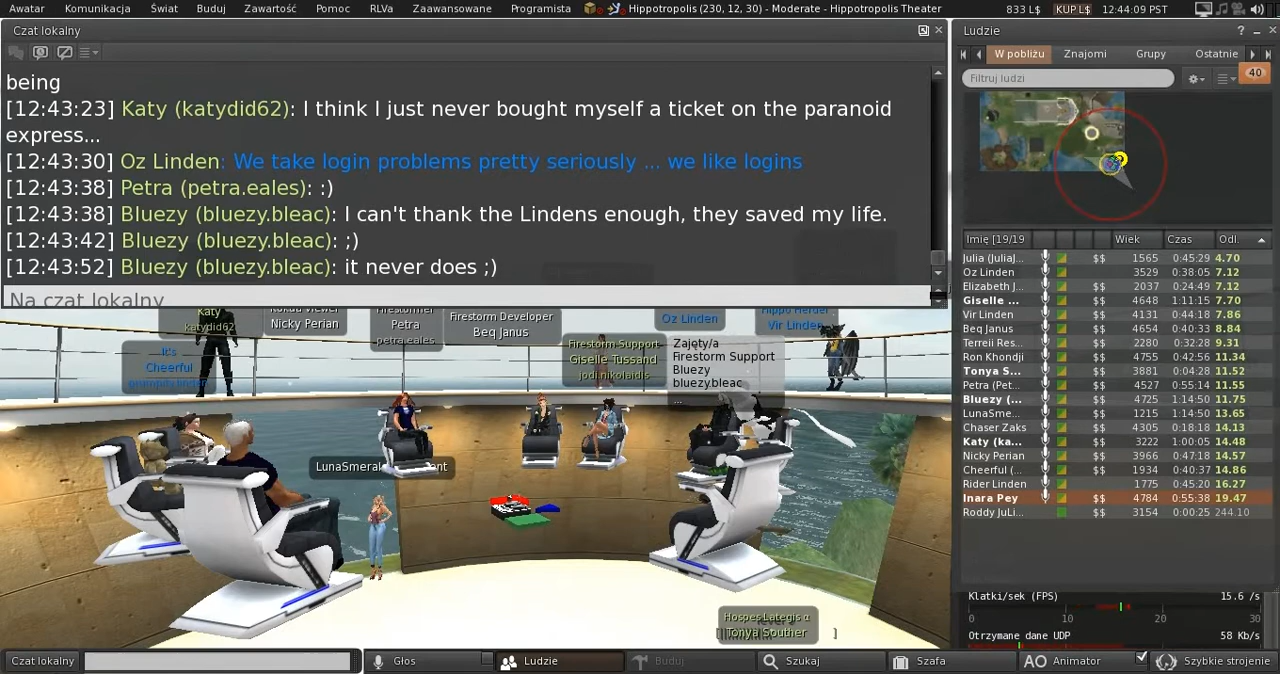 Awatar Komunikacja Świat Buduj Zawartość Pomoc RLVa Zaawansowane Programista Hippotropolis (230, 12, 30) - Moderate - Hippotropolis Theater 833 L$ KUP L$ 12:44:09 PST
Czat lokalny
being
[12:43:23] Katy (katydid62): I think I just never bought myself a ticket on the paranoid
express...
[12:43:30] Oz Linden: We take login problems pretty seriously ... we like logins
[12:43:38] Petra (petra.eales): :)
[12:43:38] Bluezy (bluezy.bleac): I can't thank the Lindens enough, they saved my life.
[12:43:42] Bluezy (bluezy.bleac): ;)
[12:43:52] Bluezy (bluezy.bleac): it never does ;)
Na czat lokalny
Katy
katydid62
Nicky Perian
Petra
petra.eales
Firestorm Developer
Beq Janus
Firestorm Support
Giselle Tussand
jodi.nikolaidis
Oz Linden
Vir Linden
It's
Cheerful
Zajęty/a
Firestorm Support
Bluezy
bluezy.bleac
...
Hospes Lategis α
Tonya Souther
Ludzie
W pobliżu Znajomi Grupy Ostatnie
Filtruj ludzi
40
Imię [19/19 Wiek Czas Odl.
Julia (JuliaJ... $$ 1565 0:45:29 4.70
Oz Linden 3529 0:38:05 7.12
Elizabeth J... $$ 2037 0:24:49 7.12
Giselle ... $$ 4648 1:11:15 7.70
Vir Linden $$ 4131 0:44:18 7.86
Beq Janus $$ 4654 0:40:33 8.84
Terreii Res... $$ 2280 0:32:28 9.31
Ron Khondji $$ 4755 0:42:56 11.34
Tonya S... $$ 3881 0:04:28 11.52
Petra (Pet... $$ 4527 0:55:14 11.55
Bluezy (... $$ 4725 1:14:50 11.75
LunaSme... $$ 1215 1:14:50 13.65
Chaser Zaks $$ 4305 0:18:18 14.13
Katy (ka... $$ 3222 1:00:05 14.48
Nicky Perian $$ 3966 0:47:18 14.57
Cheerful (... $$ 1934 0:40:37 14.86
Rider Linden 1775 0:45:20 16.27
Inara Pey $$ 4784 0:55:38 19.47
Roddy JuLi... $$ 3154 0:00:25 244.10
Klatki/sek (FPS) 15.6 /s
0 10 20 30
Otrzymane dane UDP 58 Kb/s
Czat lokalny Głos Ludzie Buduj Szukaj Szafa AO Animator Szybkie strojenie